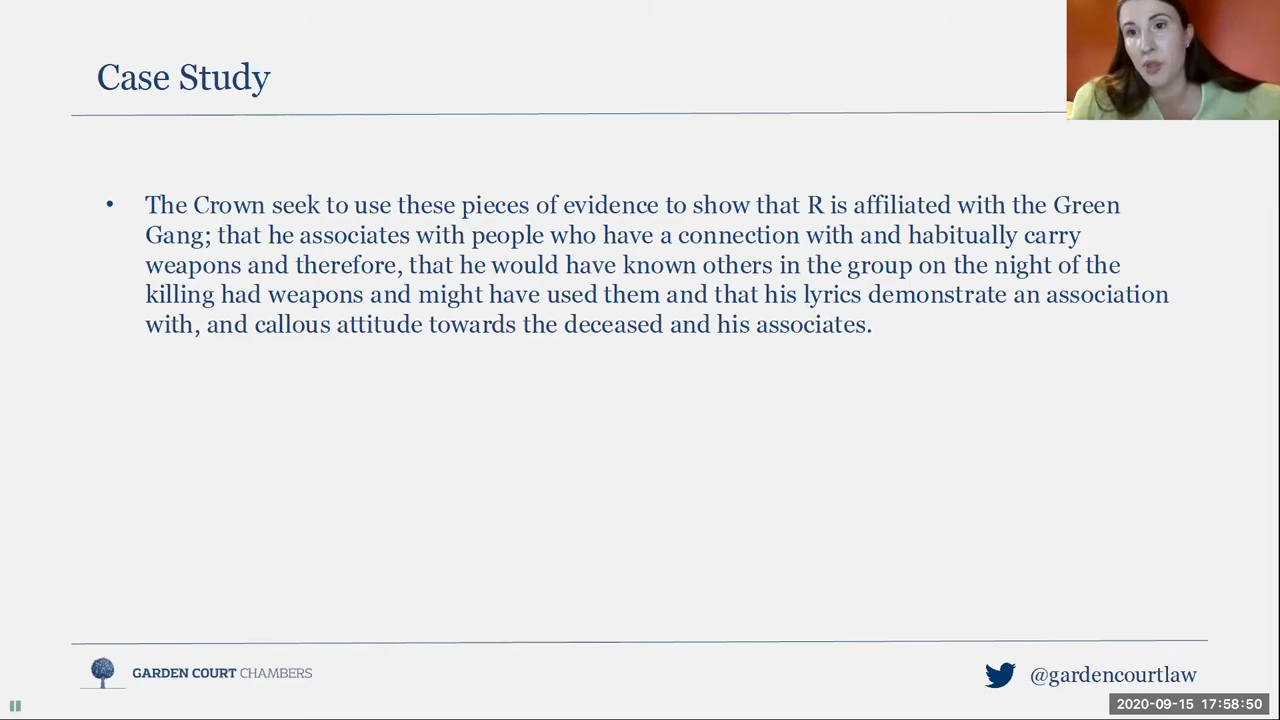 Case Study
• The Crown seek to use these pieces of evidence to show that R is affiliated with the Green
Gang; that he associates with people who have a connection with and habitually carry
weapons and therefore, that he would have known others in the group on the night of the
killing had weapons and might have used them and that his lyrics demonstrate an association
with, and callous attitude towards the deceased and his associates.
GARDEN COURT CHAMBERS
@gardencourtlaw
2020-09-15 17:58:50